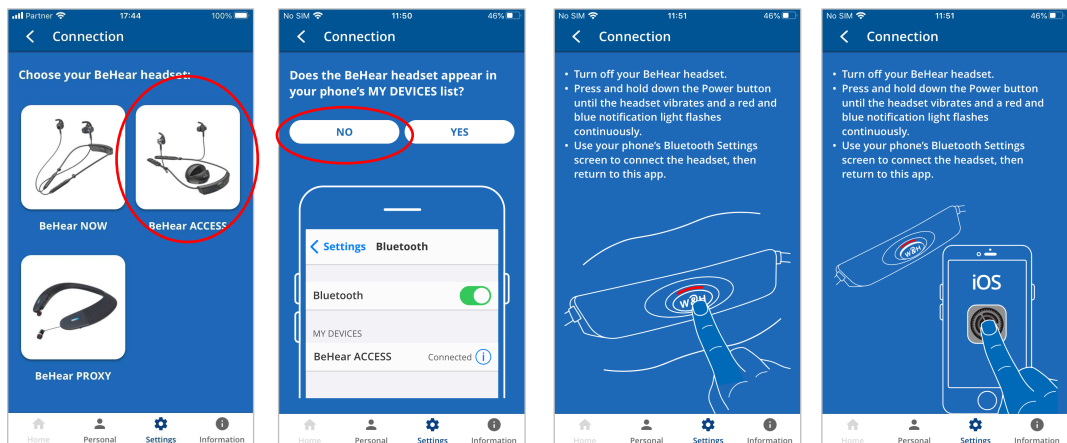 Partner 17:44 100%
Connection
Choose your BeHear headset:
BeHear NOW BeHear ACCESS
BeHear PROXY
Home Personal Settings Information
No SIM 11:50 46%
Connection
Does the BeHear headset appear in
your phone's MY DEVICES list?
NO YES
Settings Bluetooth
Bluetooth
MY DEVICES
BeHear ACCESS Connected i
Home Personal Settings Information
No SIM 11:51 46%
Connection
• Turn off your BeHear headset.
• Press and hold down the Power button
until the headset vibrates and a red and
blue notification light flashes
continuously.
• Use your phone's Bluetooth Settings
screen to connect the headset, then
return to this app.
W&H
Home Personal Settings Information
No SIM 11:51 46%
Connection
• Turn off your BeHear headset.
• Press and hold down the Power button
until the headset vibrates and a red and
blue notification light flashes
continuously.
• Use your phone's Bluetooth Settings
screen to connect the headset, then
return to this app.
W&H
iOS
Home Personal Settings Information